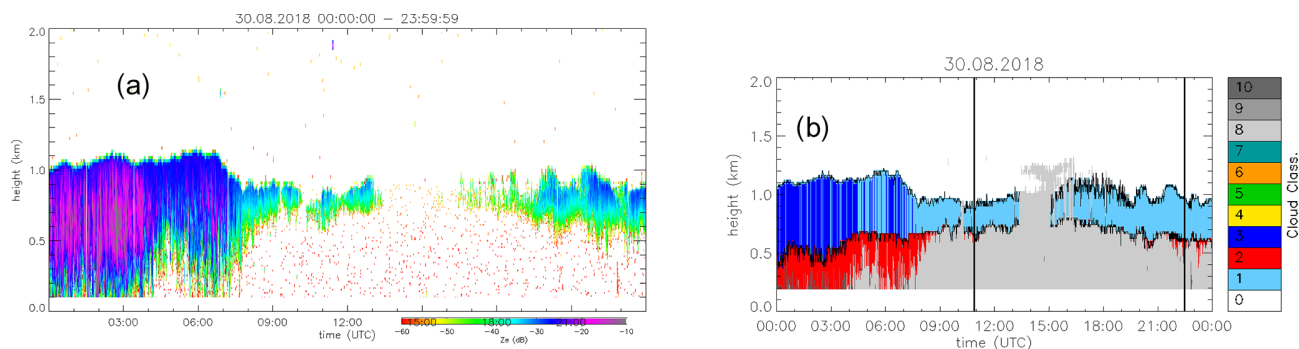 30.08.2018 00:00:00 – 23:59:59
2.0
(a)
1.5
height (km)
1.0
0.5
0.0
03:00 06:00 09:00 12:00 15:00 18:00 21:00
time (UTC)
−60 −50 −40 −30 −20 −10
Ze (dB)
30.08.2018
2.0
(b)
1.5
height (km)
1.0
0.5
0.0
00:00 03:00 06:00 09:00 12:00 15:00 18:00 21:00 00:00
time (UTC)
10
9
8
7
6
5
4
3
2
1
0
Cloud Class.